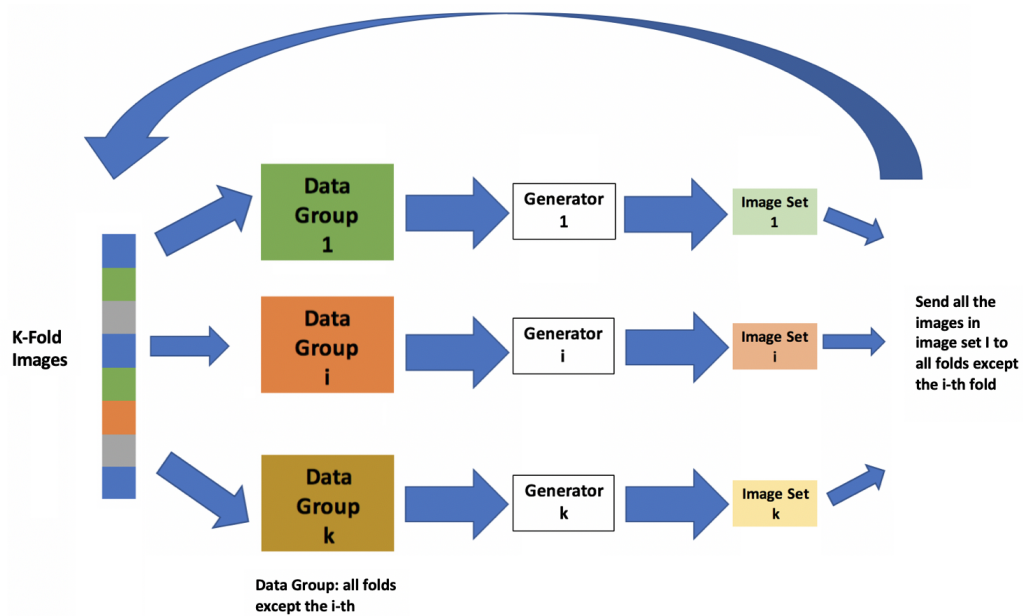 K-Fold
Images
Data
Group
1
Generator
1
Image Set
1
Data
Group
i
Generator
i
Image Set
i
Data
Group
k
Generator
k
Image Set
k
Send all the
images in
image set I to
all folds except
the i-th fold
Data Group: all folds
except the i-th